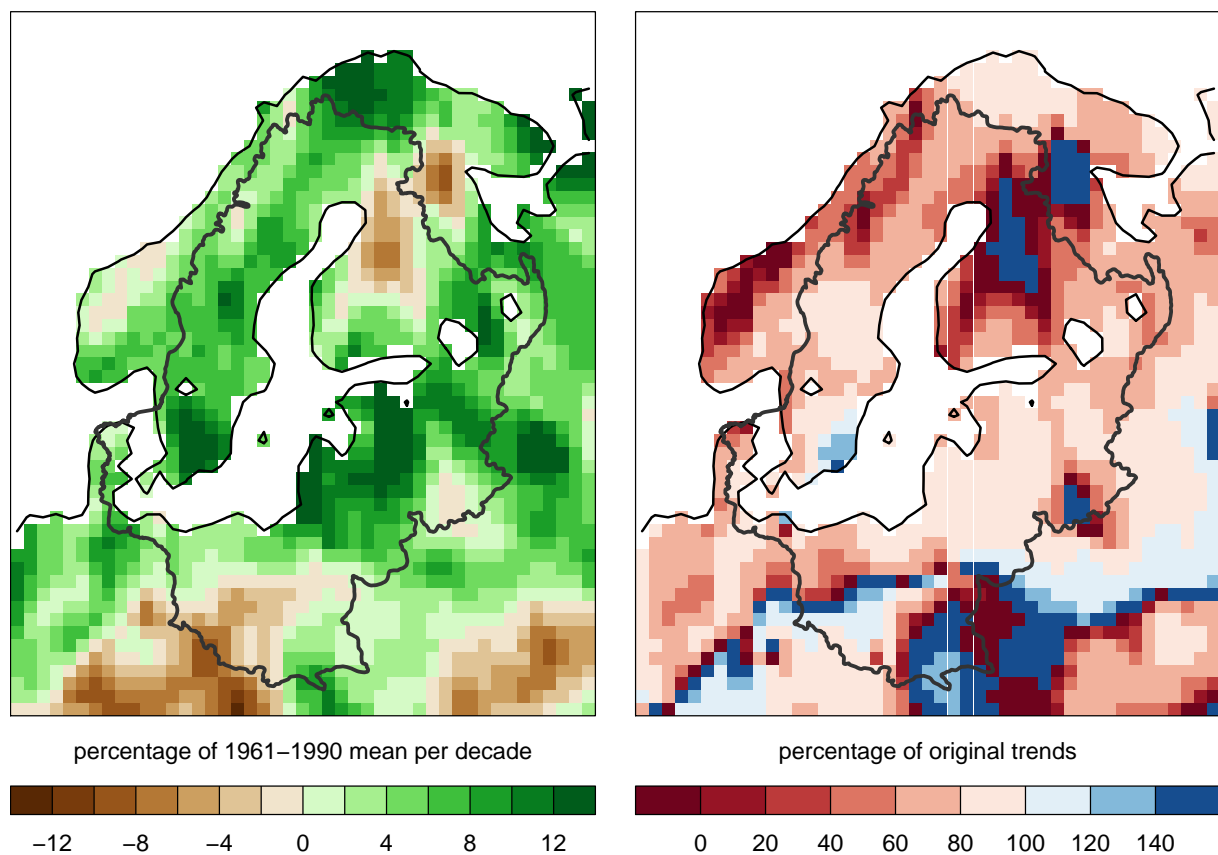 percentage of 1961−1990 mean per decade
−12 −8 −4 0 4 8 12
percentage of original trends
0 20 40 60 80 100 120 140